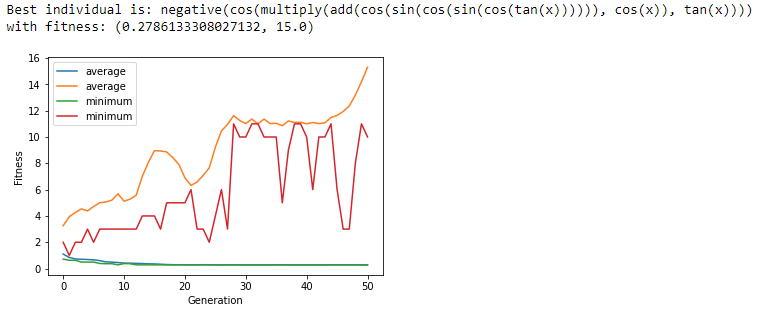 Best individual is: negative(cos(multiply(add(cos(sin(cos(sin(cos(tan(x)))))), cos(x)), tan(x))))
with fitness: (0.2786133308027132, 15.0)
16
14
12
10
8
6
4
2
0
Fitness
average
average
minimum
minimum
0
10
20
30
40
50
Generation